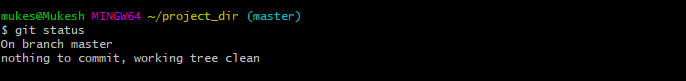 mukes@Mukesh MINGW64 ~/project_dir (master)
$ git status
On branch master
nothing to commit, working tree clean